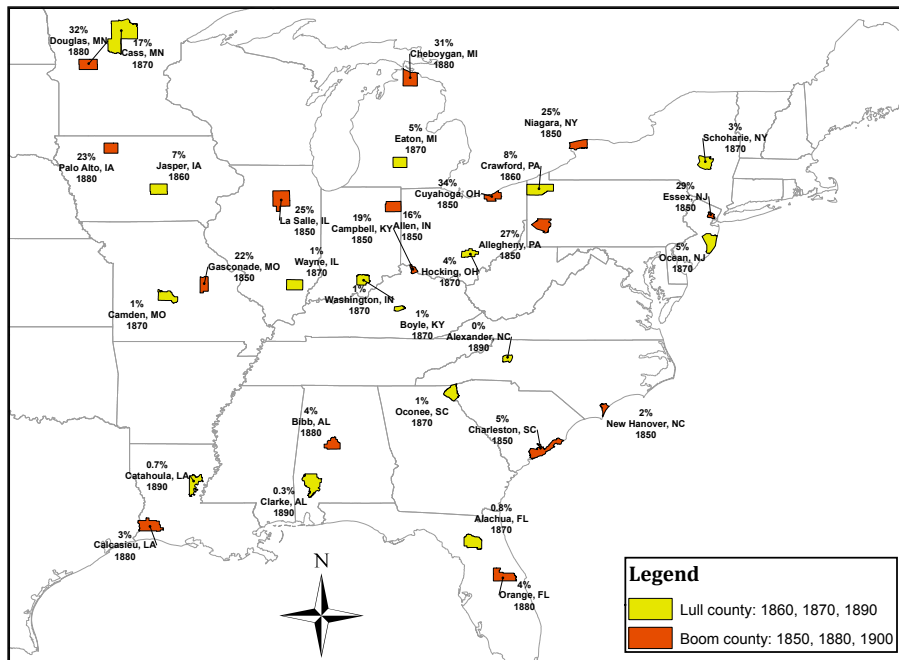 32%
Douglas, MN
1880
17%
Cass, MN
1870
31%
Cheboygan, MI
1880
25%
Niagara, NY
1850
3%
Schoharie, NY
1870
5%
Eaton, MI
1870
8%
Crawford, PA
1860
23%
Palo Alto, IA
1880
7%
Jasper, IA
1860
34%
Cuyahoga, OH
1850
29%
Essex, NJ
1850
25%
La Salle, IL
1850
19%
Campbell, KY
1850
16%
Allen, IN
1850
27%
Allegheny, PA
1850
5%
Ocean, NJ
1870
22%
Gasconade, MO
1850
1%
Wayne, IL
1870
4%
Hocking, OH
1870
1%
Washington, IN
1870
1%
Camden, MO
1870
1%
Boyle, KY
1870
0%
Alexander, NC
1890
1%
Oconee, SC
1870
4%
Bibb, AL
1880
5%
Charleston, SC
1850
2%
New Hanover, NC
1850
0.7%
Catahoula, LA
1890
0.3%
Clarke, AL
1890
0.8%
Alachua, FL
1870
3%
Calcasieu, LA
1880
4%
Orange, FL
1880
N
Legend
Lull county: 1860, 1870, 1890
Boom county: 1850, 1880, 1900